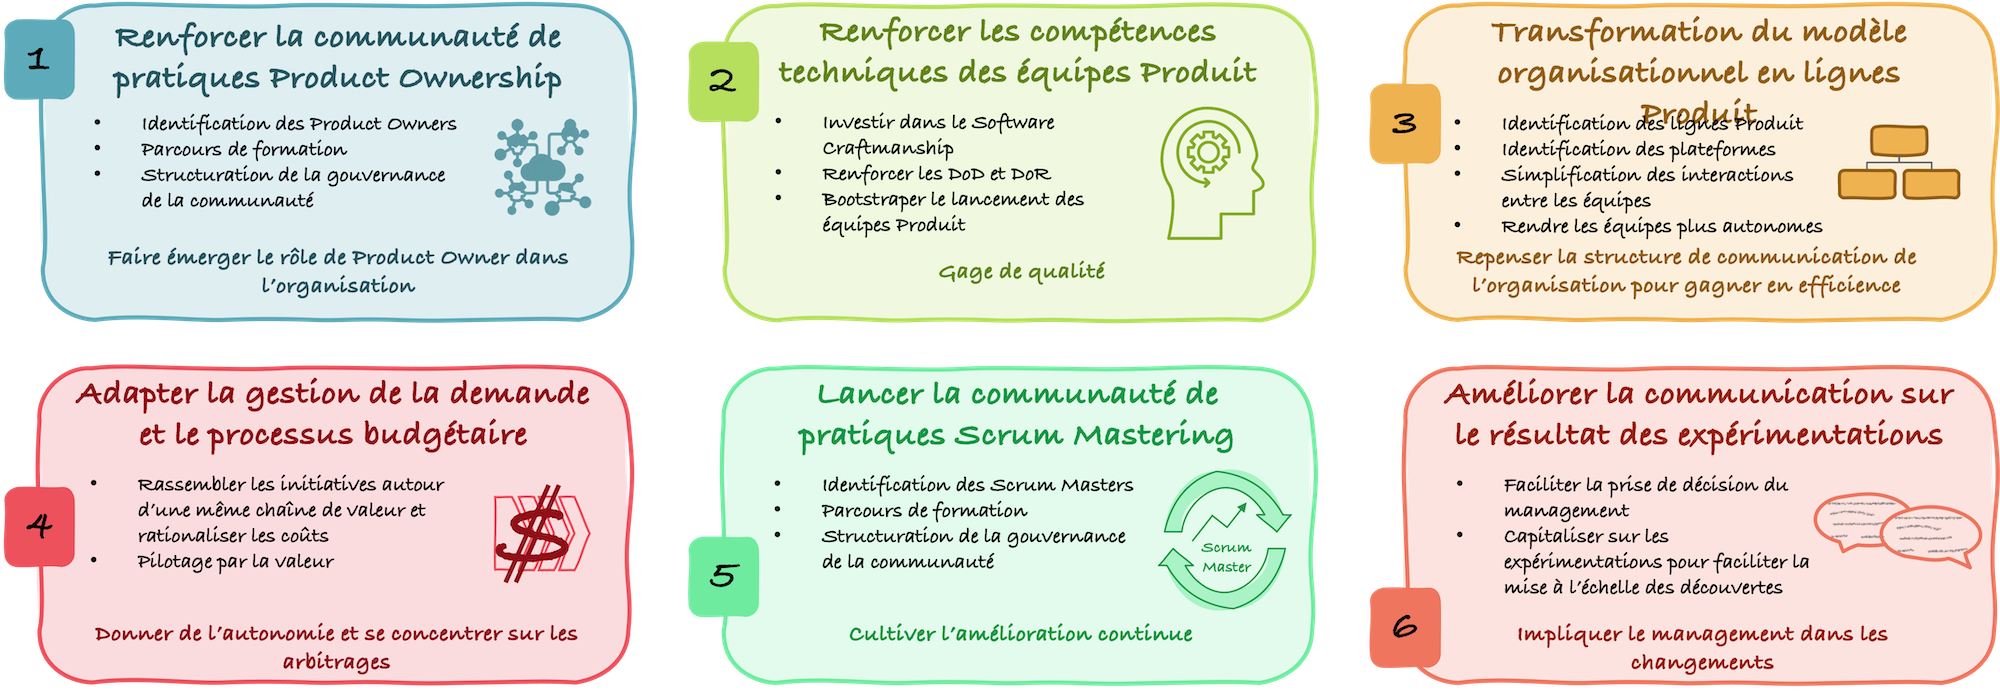 1
Renforcer la communauté de
pratiques Product Ownership
• Identification des Product Owners
• Parcours de formation
• Structuration de la gouvernance
de la communauté
Faire émerger le rôle de Product Owner dans
l'organisation
2
Renforcer les compétences
techniques des équipes Produit
• Investir dans le Software
Craftmanship
• Renforcer les DoD et DoR
• Bootstraper le lancement des
équipes Produit
Gage de qualité
3
Transformation du modèle
organisationnel en lignes
Produit
• Identification des lignes Produit
• Identification des plateformes
• Simplification des interactions
entre les équipes
• Rendre les équipes plus autonomes
Repenser la structure de communication de
l'organisation pour gagner en efficience
4
Adapter la gestion de la demande
et le processus budgétaire
• Rassembler les initiatives autour
d'une même chaîne de valeur et
rationaliser les coûts
• Pilotage par la valeur
$
Donner de l'autonomie et se concentrer sur les
arbitrages
5
Lancer la communauté de
pratiques Scrum Mastering
• Identification des Scrum Masters
• Parcours de formation
• Structuration de la gouvernance
de la communauté
Scrum
Master
Cultiver l'amélioration continue
6
Améliorer la communication sur
le résultat des expérimentations
• Faciliter la prise de décision du
management
• Capitaliser sur les
expérimentations pour faciliter la
mise à l'échelle des découvertes
Impliquer le management dans les
changements